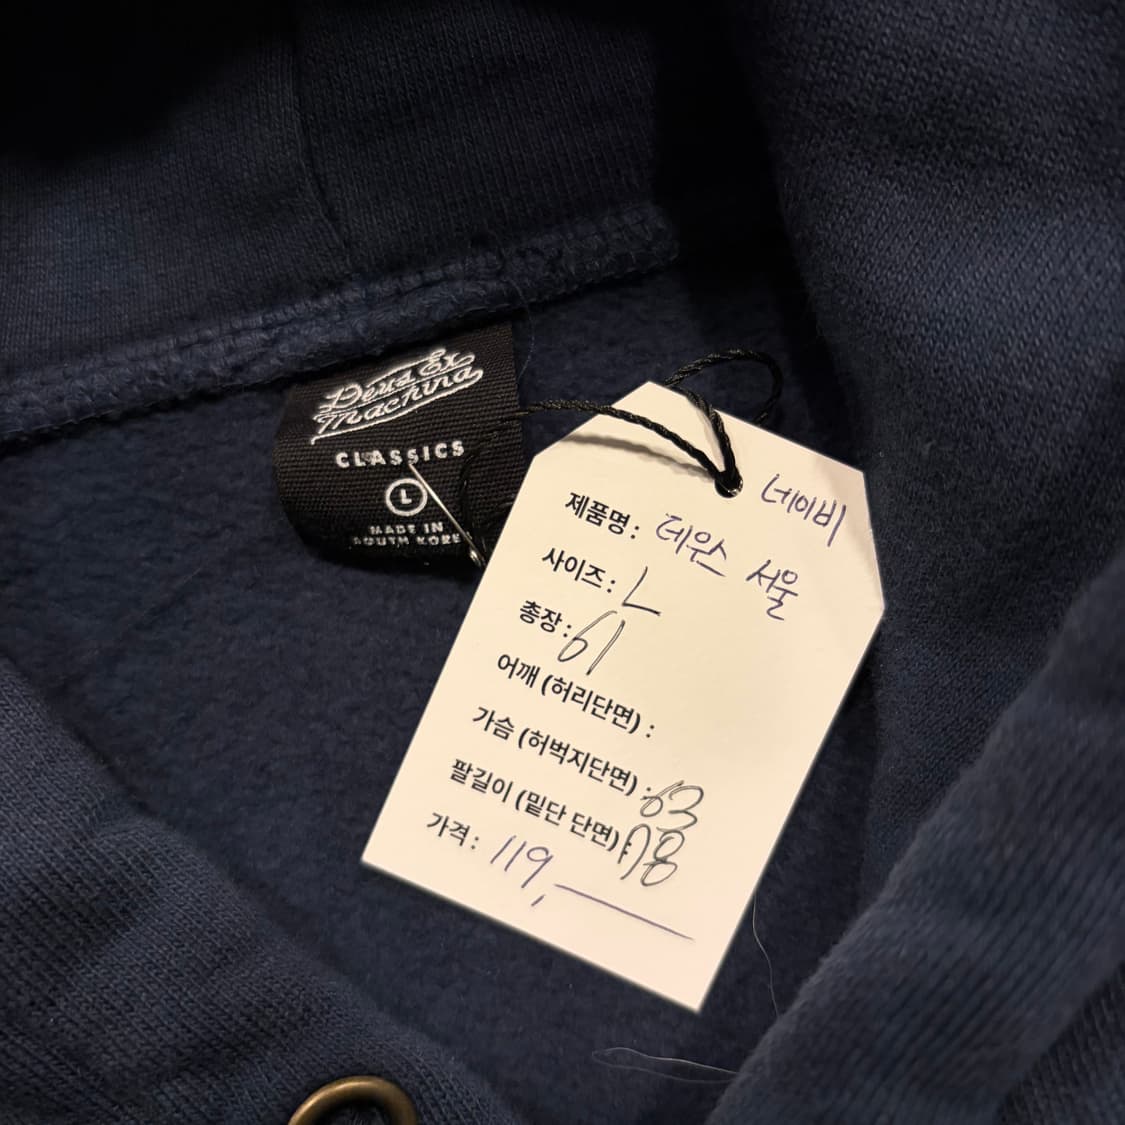 Deus Ex
Machina
CLASSICS
L
MADE IN
SOUTH KOREA
네이비
제품명: 데우스 서울
사이즈: L
총장: 61
어깨 (허리단면) :
가슴 (허벅지단면) : 63
팔길이 (밑단 단면) : 78
가격: 119,